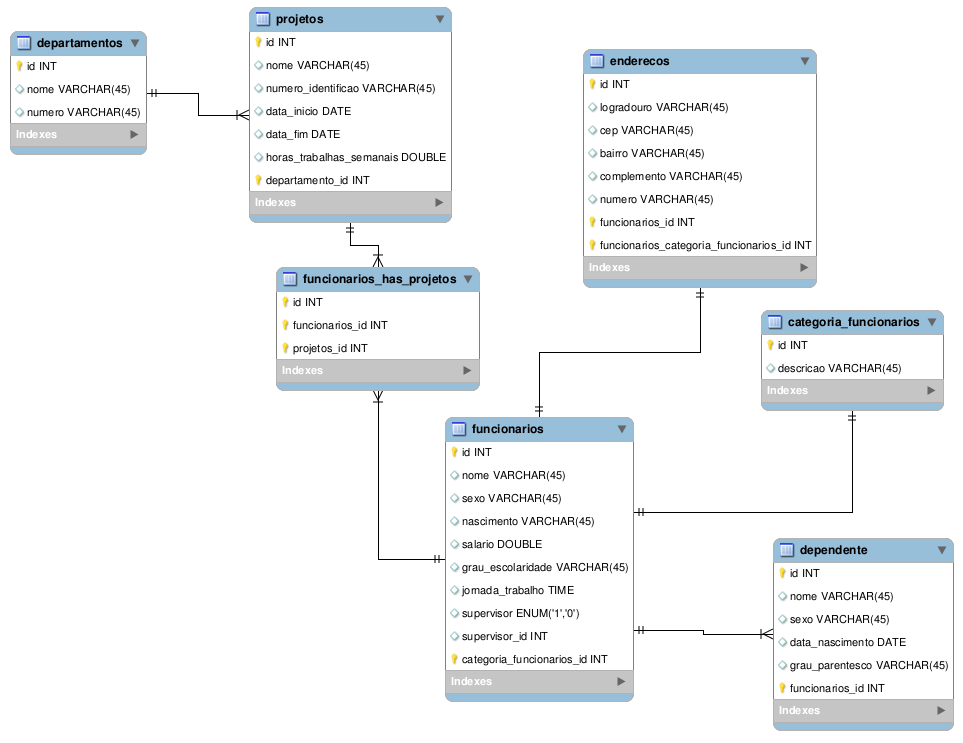 departamentos
id INT
nome VARCHAR(45)
numero VARCHAR(45)
Indexes
projetos
id INT
nome VARCHAR(45)
numero_identificao VARCHAR(45)
data_inicio DATE
data_fim DATE
horas_trabalhas_semanais DOUBLE
departamento_id INT
Indexes
enderecos
id INT
logradouro VARCHAR(45)
cep VARCHAR(45)
bairro VARCHAR(45)
complemento VARCHAR(45)
numero VARCHAR(45)
funcionarios_id INT
funcionarios_categoria_funcionarios_id INT
Indexes
funcionarios_has_projetos
id INT
funcionarios_id INT
projetos_id INT
Indexes
categoria_funcionarios
id INT
descricao VARCHAR(45)
Indexes
funcionarios
id INT
nome VARCHAR(45)
sexo VARCHAR(45)
nascimento VARCHAR(45)
salario DOUBLE
grau_escolaridade VARCHAR(45)
jornada_trabalho TIME
supervisor ENUM('1','0')
supervisor_id INT
categoria_funcionarios_id INT
Indexes
dependente
id INT
nome VARCHAR(45)
sexo VARCHAR(45)
data_nascimento DATE
grau_parentesco VARCHAR(45)
funcionarios_id INT
Indexes